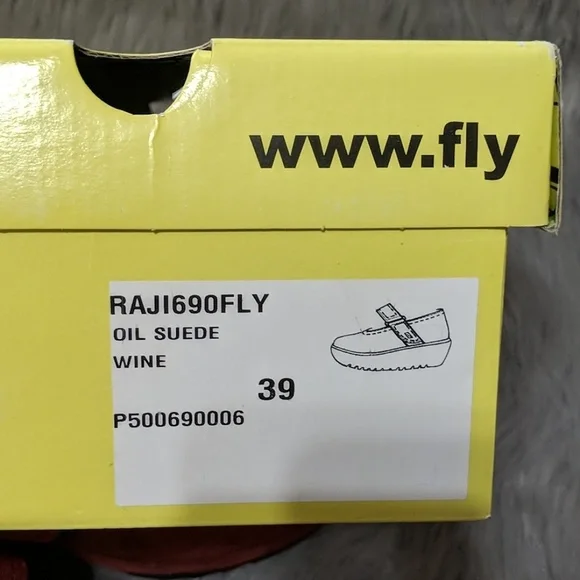 www.fly
RAJI690FLY
OIL SUEDE
WINE
39
P500690006